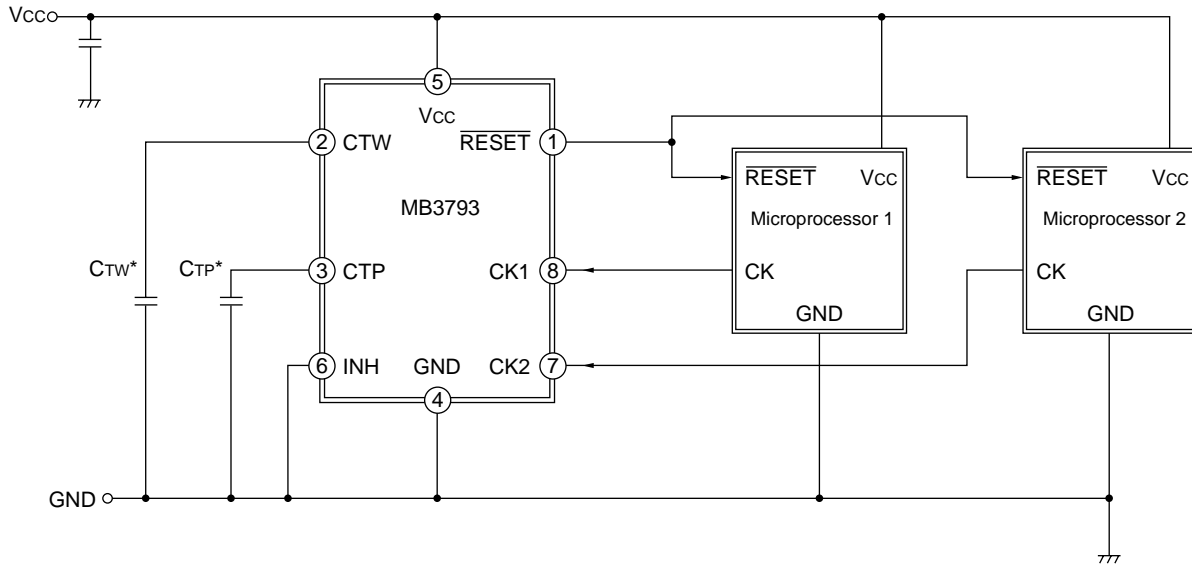 VCC
5
VCC
2 CTW RESET 1
RESET VCC
RESET VCC
MB3793
Microprocessor 1
Microprocessor 2
CTW*
CTP*
3 CTP CK1 8
CK
CK
GND
GND
6 INH GND CK2 7
4
GND